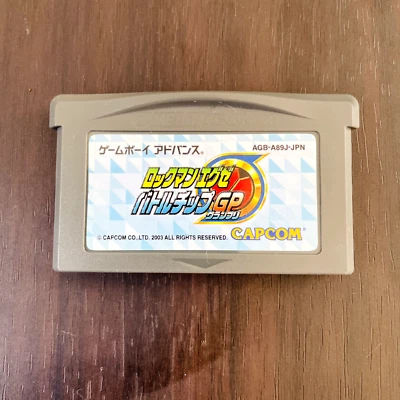 ゲームボーイ アドバンス®
AGB-A89J-JPN
ロックマンエグゼ
バトルチップGP
グランプリ
© CAPCOM CO.,LTD. 2003 ALL RIGHTS RESERVED.
CAPCOM